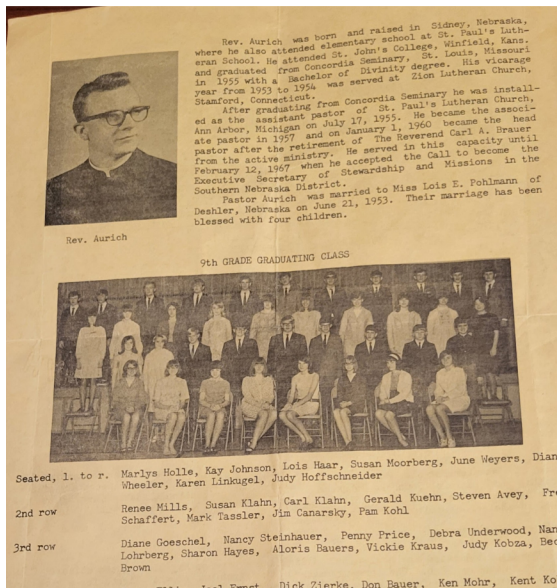 Rev. Aurich was born and raised in Sidney, Nebraska,
where he also attended elementary school at St. Paul's Luth-
eran School. He attended St. John's College, Winfield, Kans.
and graduated from Concordia Seminary, St. Louis, Missouri
in 1955 with a Bachelor of Divinity degree. His vicarage
year from 1953 to 1954 was served at Zion Lutheran Church,
Stamford, Connecticut.
After graduating from Concordia Seminary he was install-
ed as the assistant pastor of St. Paul's Lutheran Church,
Ann Arbor, Michigan on July 17, 1955. He became the associ-
ate pastor in 1957 and on January 1, 1960 became the head
pastor after the retirement of The Reverend Carl A. Brauer
from the active ministry. He served in this capacity until
February 12, 1967 when he accepted the Call to become the
Executive Secretary of Stewardship and Missions in the
Southern Nebraska District.
Pastor Aurich was married to Miss Lois E. Pohlmann of
Deshler, Nebraska on June 21, 1953. Their marriage has been
blessed with four children.
Rev. Aurich
9th GRADE GRADUATING CLASS
Seated, l. to r. Marlys Holle, Kay Johnson, Lois Haar, Susan Moorberg, June Weyers, Dian
Wheeler, Karen Linkugel, Judy Hoffschneider
2nd row Renee Mills, Susan Klahn, Carl Klahn, Gerald Kuehn, Steven Avey, Fre
Schaffert, Mark Tassler, Jim Canarsky, Pam Kohl
3rd row Diane Goeschel, Nancy Steinhauer, Penny Price, Debra Underwood, Nan
Lohrberg, Sharon Hayes, Aloris Bauers, Vickie Kraus, Judy Kobza, Bec
Brown
Dick Zierke, Don Bauer, Ken Mohr, Kent Ko